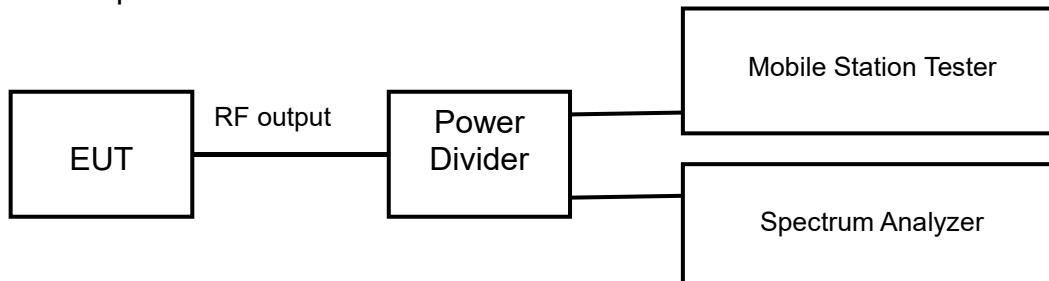 EUT
RF output
Power
Divider
Mobile Station Tester
Spectrum Analyzer